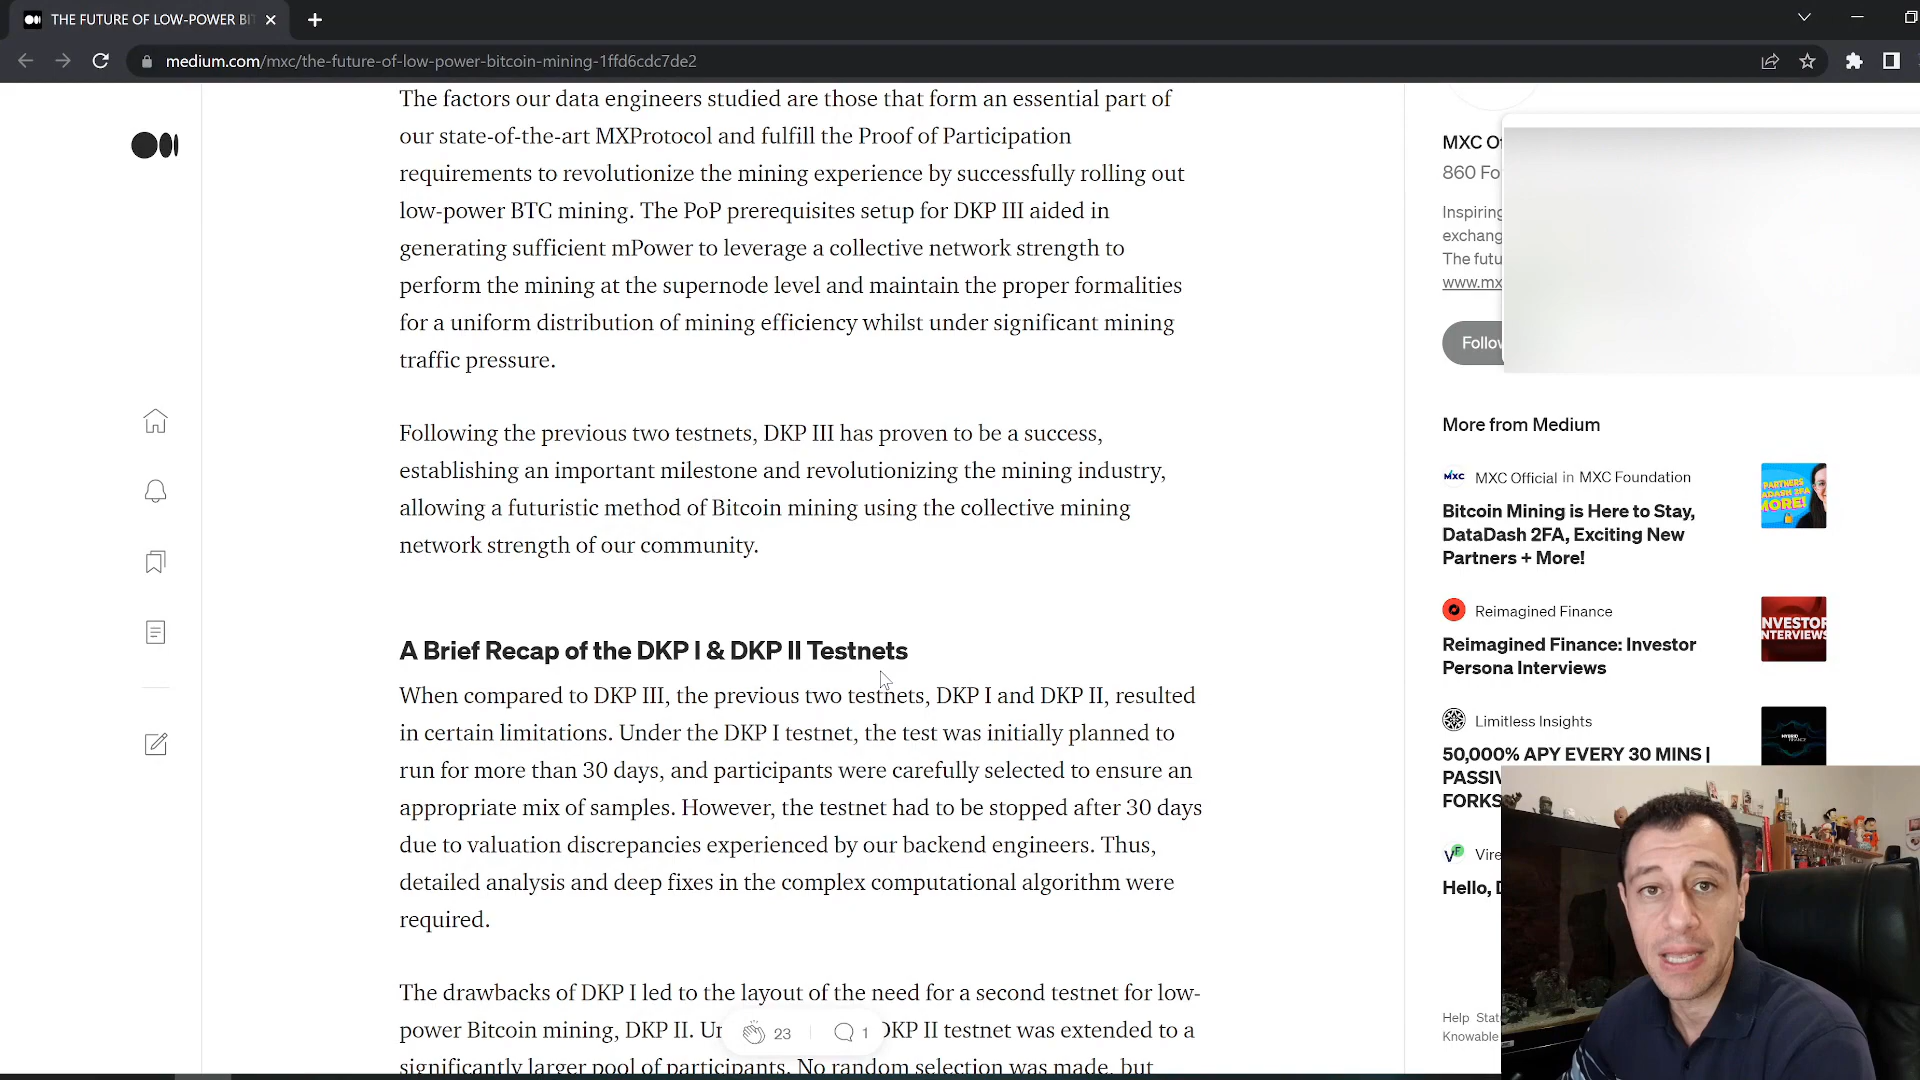 THE FUTURE OF LOW-POWER BI
medium.com/mxc/the-future-of-low-power-bitcoin-mining-1ffd6cdc7de2
The factors our data engineers studied are those that form an essential part of
our state-of-the-art MXProtocol and fulfill the Proof of Participation
requirements to revolutionize the mining experience by successfully rolling out
low-power BTC mining. The PoP prerequisites setup for DKP III aided in
generating sufficient mPower to leverage a collective network strength to
perform the mining at the supernode level and maintain the proper formalities
for a uniform distribution of mining efficiency whilst under significant mining
traffic pressure.
Following the previous two testnets, DKP III has proven to be a success,
establishing an important milestone and revolutionizing the mining industry,
allowing a futuristic method of Bitcoin mining using the collective mining
network strength of our community.
A Brief Recap of the DKP I & DKP II Testnets
When compared to DKP III, the previous two testnets, DKP I and DKP II, resulted
in certain limitations. Under the DKP I testnet, the test was initially planned to
run for more than 30 days, and participants were carefully selected to ensure an
appropriate mix of samples. However, the testnet had to be stopped after 30 days
due to valuation discrepancies experienced by our backend engineers. Thus,
detailed analysis and deep fixes in the complex computational algorithm were
required.
The drawbacks of DKP I led to the layout of the need for a second testnet for low-
power Bitcoin mining, DKP II. Un DKP II testnet was extended to a
significantly larger pool of participants. No random selection was made, but
23
1
MXC Of
860 Fo
Inspiring
exchang
The futu
www.mx
Follow
More from Medium
MXC MXC Official in MXC Foundation
Bitcoin Mining is Here to Stay,
DataDash 2FA, Exciting New
Partners + More!
PARTNERS
ADASH 2FA
MORE!
Reimagined Finance
Reimagined Finance: Investor
Persona Interviews
NVESTOR
NTERVIEWS
Limitless Insights
50,000% APY EVERY 30 MINS |
PASSIV
FORKS
Vire
Hello, D
Help Stat
Knowable